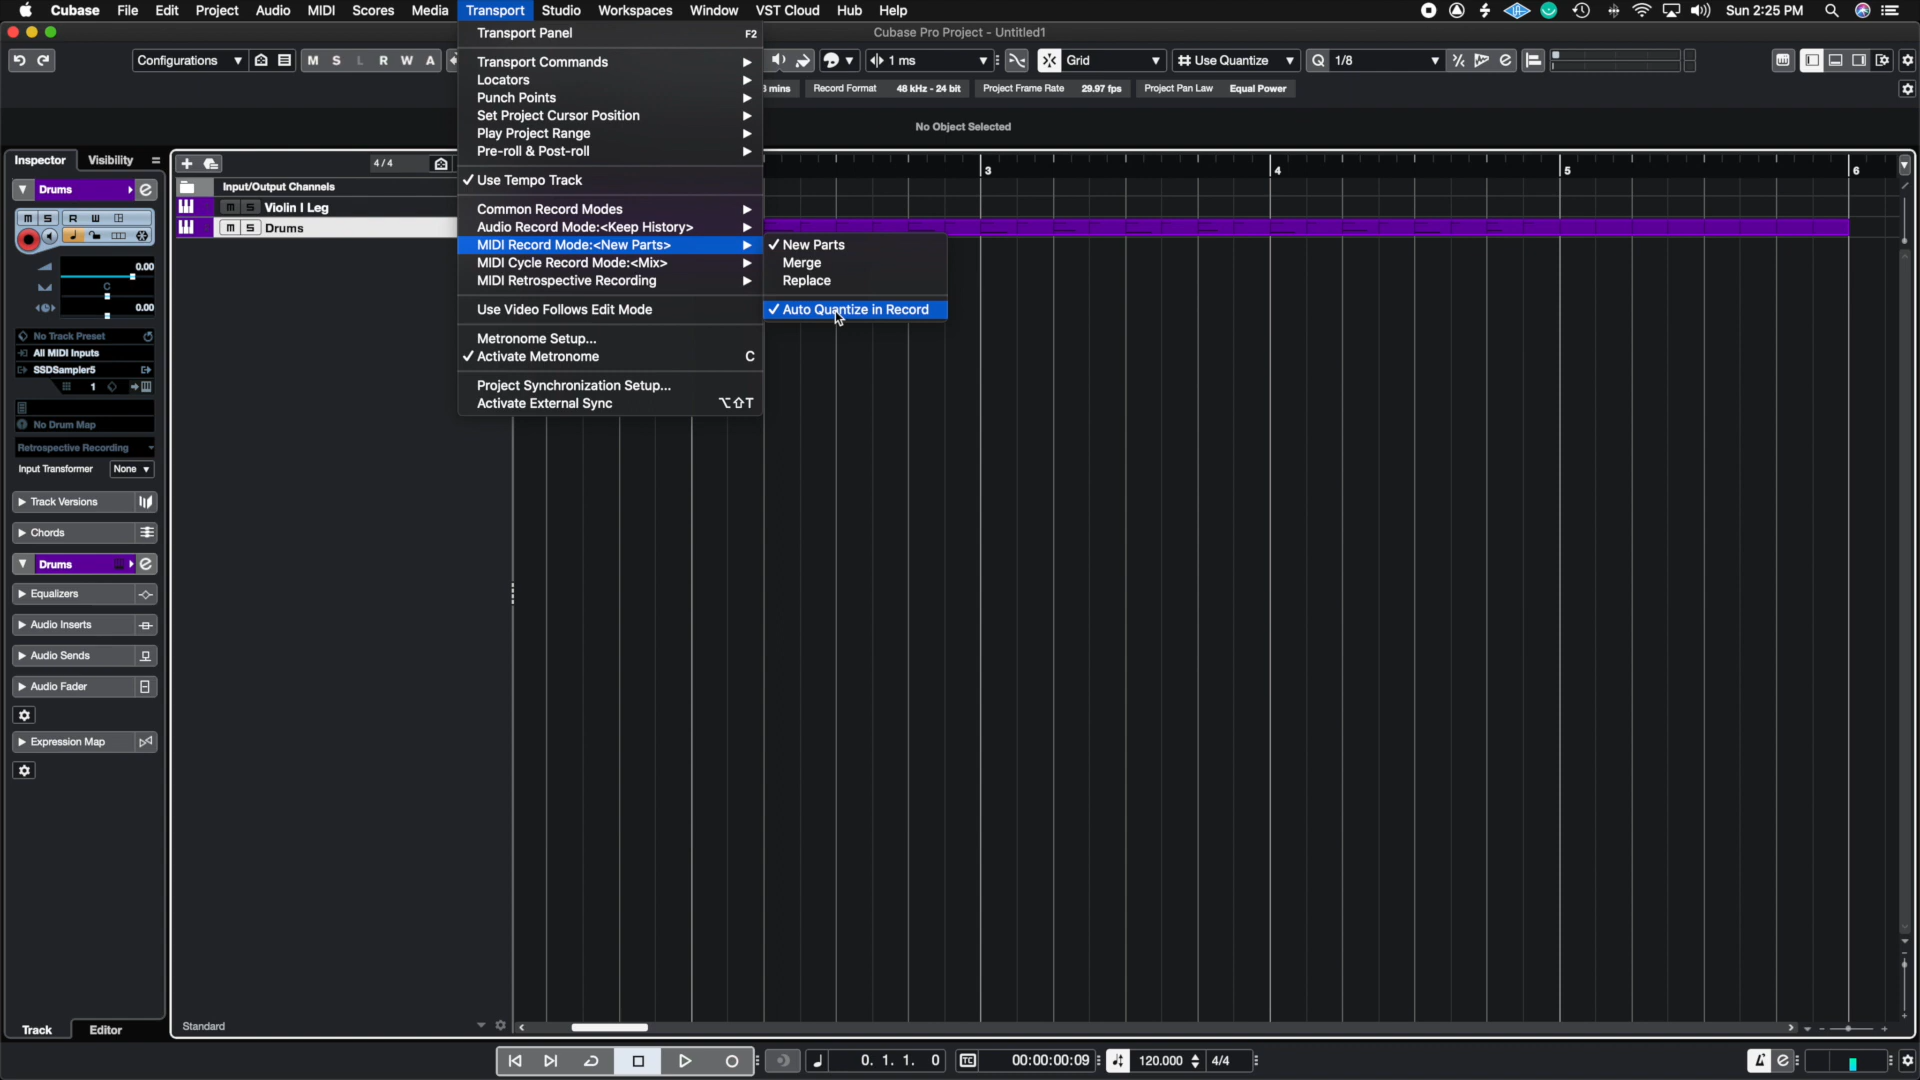 Cubase File Edit Project Audio MIDI Scores Media Transport Studio Workspaces Window VST Cloud Hub Help Sun 2:25 PM
Cubase Pro Project - Untitled1
Transport Panel F2
Configurations M S L R W A 1 ms Grid Use Quantize Q 1/8
Transport Commands
Locators
Punch Points
Set Project Cursor Position
Play Project Range
Pre-roll & Post-roll
mins Record Format 48 kHz - 24 bit Project Frame Rate 29.97 fps Project Pan Law Equal Power
No Object Selected
Use Tempo Track
Common Record Modes
Audio Record Mode:<Keep History>
MIDI Record Mode:<New Parts>
MIDI Cycle Record Mode:<Mix>
MIDI Retrospective Recording
Use Video Follows Edit Mode
Metronome Setup...
Activate Metronome C
Project Synchronization Setup...
Activate External Sync ⌥⇧T
New Parts
Merge
Replace
Auto Quantize in Record
Inspector Visibility
4/4
3 4 5 6
Input/Output Channels
m S Violin I Leg
m S Drums
Drums
m S R W
0.00
C
0.00
No Track Preset
All MIDI Inputs
SSDSampler5
1
No Drum Map
Retrospective Recording
Input Transformer None
Track Versions
Chords
Drums
Equalizers
Audio Inserts
Audio Sends
Audio Fader
Expression Map
Track Editor
Standard
0. 1. 1. 0 TC 00:00:00:09 120.000 4/4